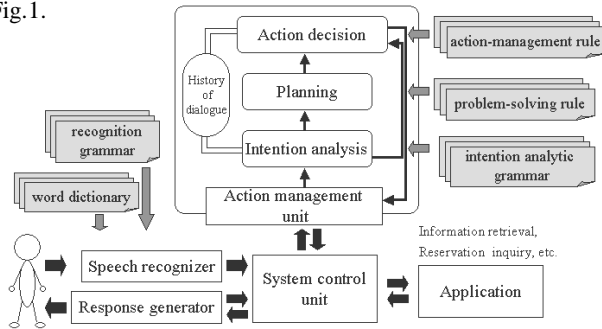 Fig.1.
Action decision
action-management rule
History
of
dialogue
Planning
problem-solving rule
recognition
grammar
Intention analysis
intention analytic
grammar
word dictionary
Action management
unit
Information retrieval,
Reservation inquiry, etc.
Speech recognizer
System control
unit
Application
Response generator